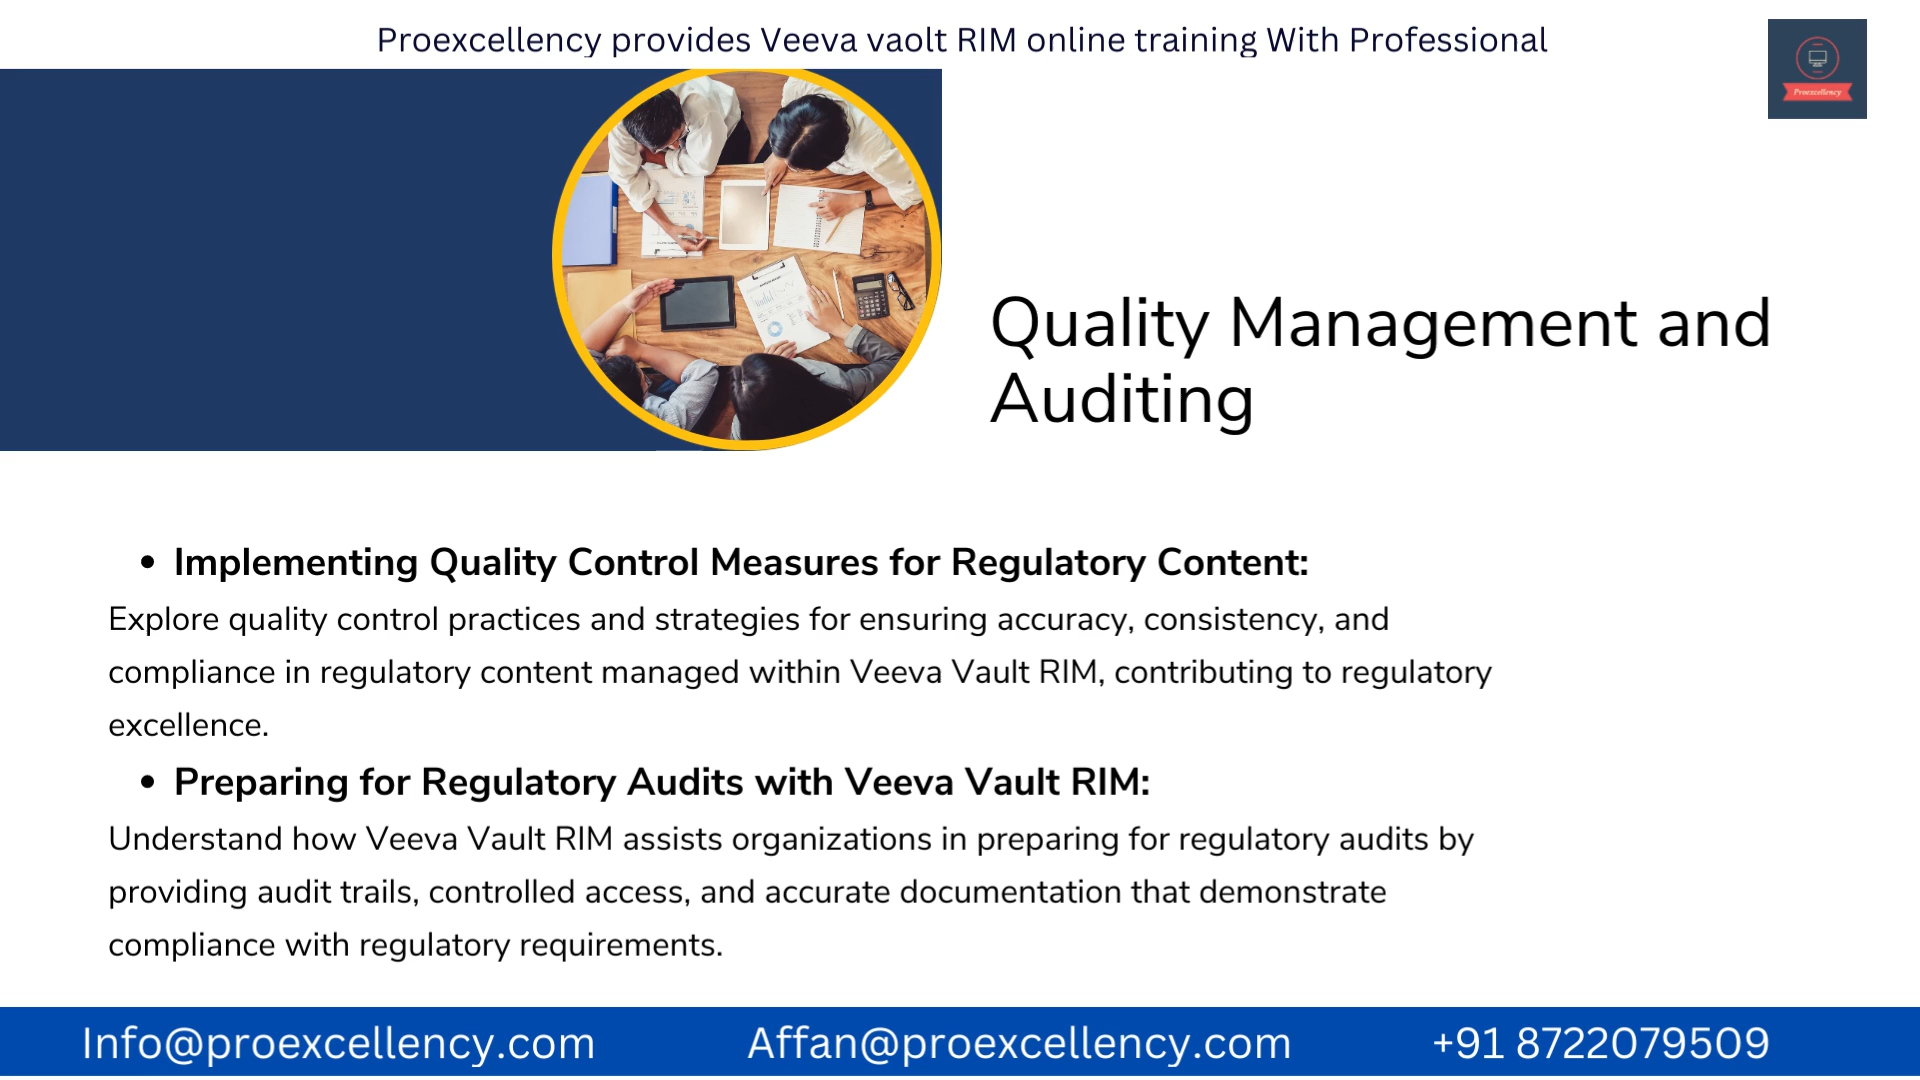 Proexcellency provides Veeva vaolt RIM online training With Professional
Proexcellency
Quality Management and
Auditing
• Implementing Quality Control Measures for Regulatory Content:
Explore quality control practices and strategies for ensuring accuracy, consistency, and
compliance in regulatory content managed within Veeva Vault RIM, contributing to regulatory
excellence.
• Preparing for Regulatory Audits with Veeva Vault RIM:
Understand how Veeva Vault RIM assists organizations in preparing for regulatory audits by
providing audit trails, controlled access, and accurate documentation that demonstrate
compliance with regulatory requirements.
Info@proexcellency.com
Affan@proexcellency.com
+91 8722079509